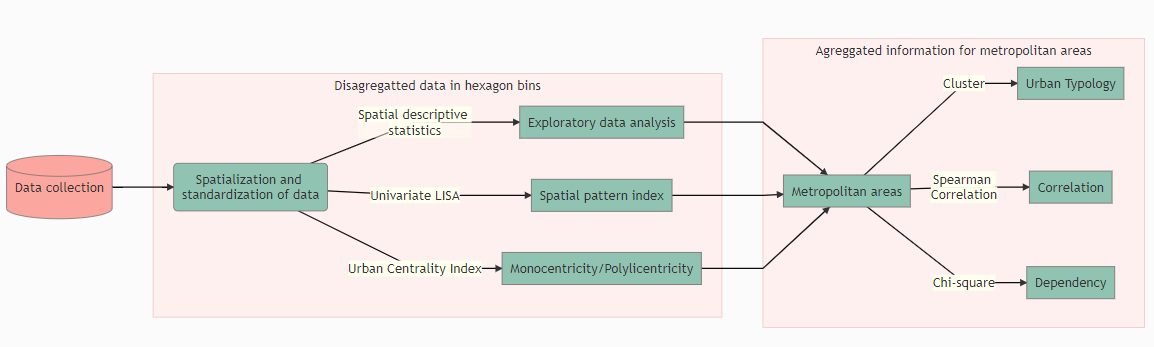 Agreggated information for metropolitan areas
Disagregatted data in hexagon bins
Data collection
Spatialization and
standardization of data
Spatial descriptive
statistics
Exploratory data analysis
Univariate LISA
Spatial pattern index
Urban Centrality Index
Monocentricity/Polylicentricity
Metropolitan areas
Cluster
Urban Typology
Spearman
Correlation
Correlation
Chi-square
Dependency